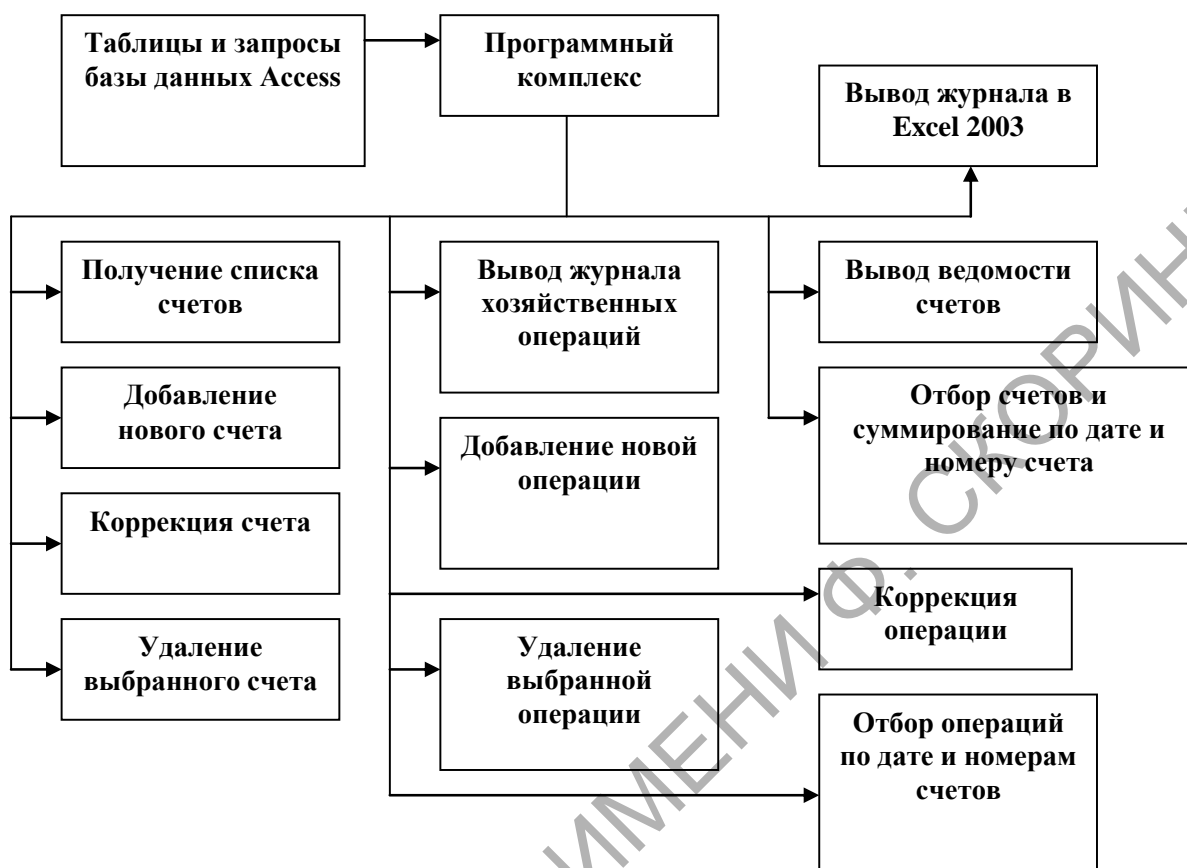 Таблицы и запросы
базы данных Access
Программный
комплекс
Вывод журнала в
Excel 2003
Получение списка
счетов
Вывод журнала
хозяйственных
операций
Вывод ведомости
счетов
Добавление
нового счета
Добавление новой
операции
Отбор счетов и
суммирование по дате и
номеру счета
Коррекция счета
Коррекция
операции
Удаление
выбранного счета
Удаление
выбранной
операции
Отбор операций
по дате и номерам
счетов
ИМЕНИ Ф. СКОРИН